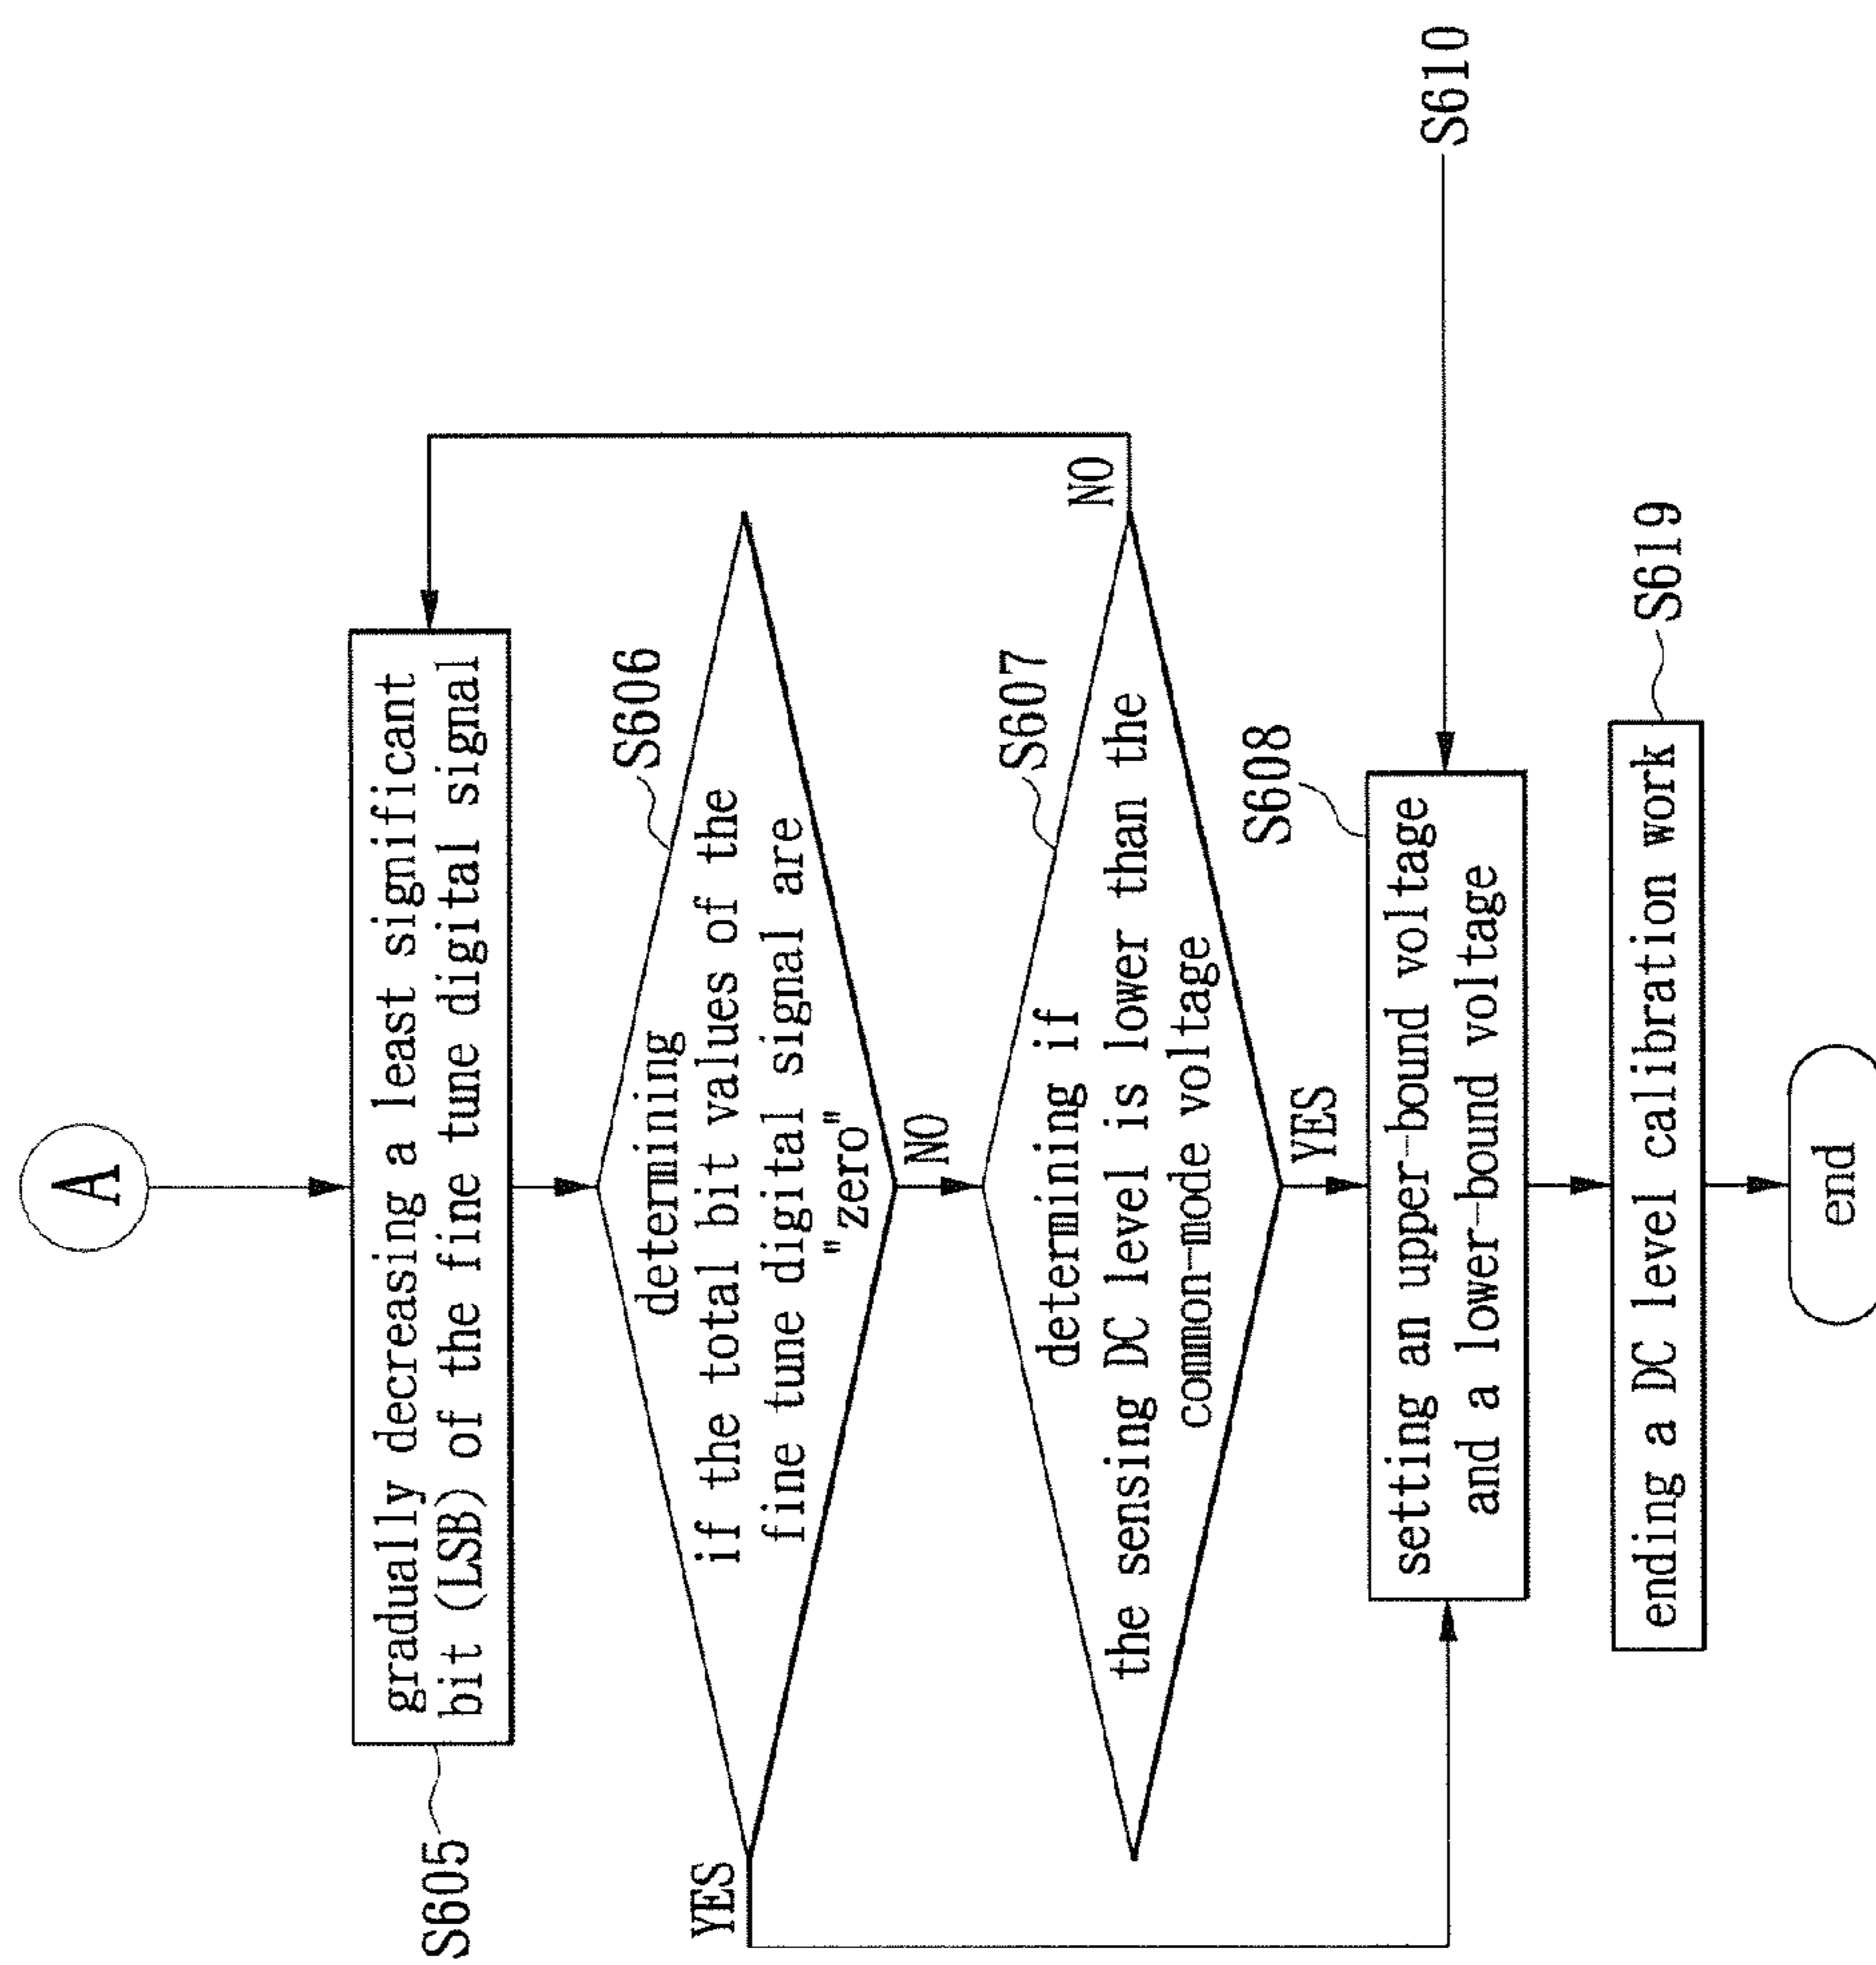 A
gradually decreasing a least significant
bit (LSB) of the fine tune digital signal
S605
S606
determining
if the total bit values of the
fine tune digital signal are
"zero"
YES
NO
S607
determining if
the sensing DC level is lower than the
common-mode voltage
NO
YES
S608
setting an upper-bound voltage
and a lower-bound voltage
S610
ending a DC level calibration work
S619
end